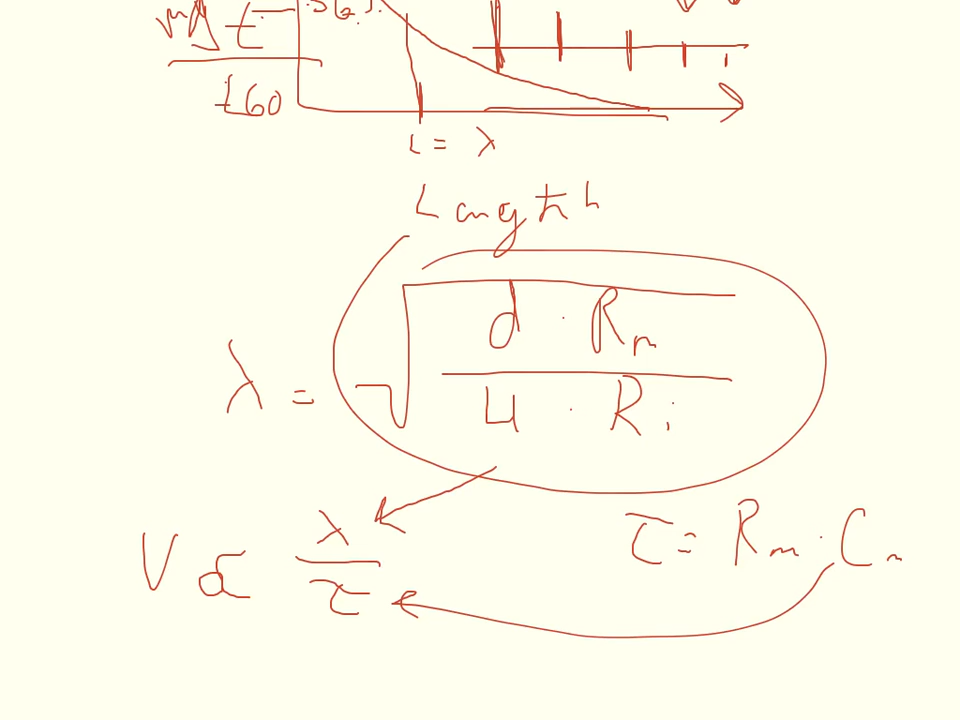 £60
L = λ
Length
λ = √(d · Rm / 4 · Ri)
τ = Rm · Cm
V ∝ λ / τ